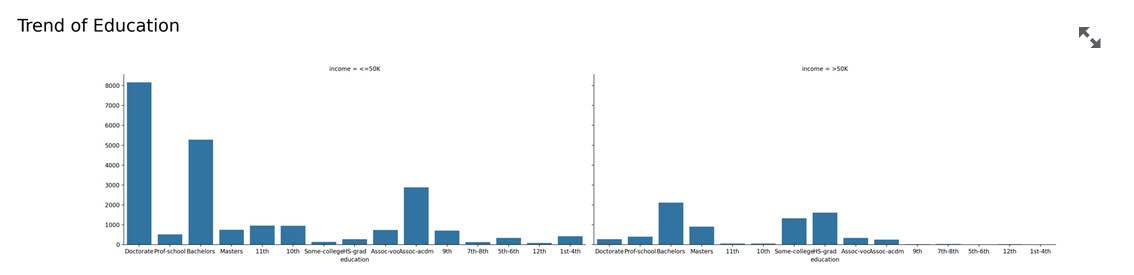 Trend of Education
income = <=50K
income = >50K
8000
7000
6000
5000
4000
3000
2000
1000
0
Doctorate Prof-school Bachelors Masters 11th 10th Some-college HS-grad Assoc-voc Assoc-acdm 9th 7th-8th 5th-6th 12th 1st-4th
education
Doctorate Prof-school Bachelors Masters 11th 10th Some-college HS-grad Assoc-voc Assoc-acdm 9th 7th-8th 5th-6th 12th 1st-4th
education